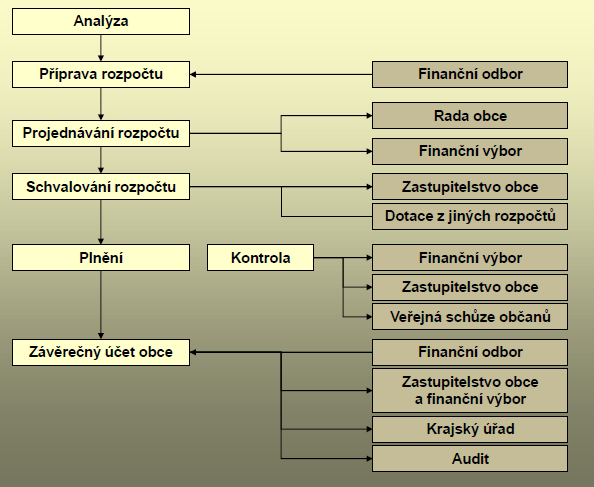 Analýza
Příprava rozpočtu
Finanční odbor
Projednávání rozpočtu
Rada obce
Finanční výbor
Schvalování rozpočtu
Zastupitelstvo obce
Dotace z jiných rozpočtů
Plnění
Kontrola
Finanční výbor
Zastupitelstvo obce
Veřejná schůze občanů
Závěrečný účet obce
Finanční odbor
Zastupitelstvo obce
a finanční výbor
Krajský úřad
Audit